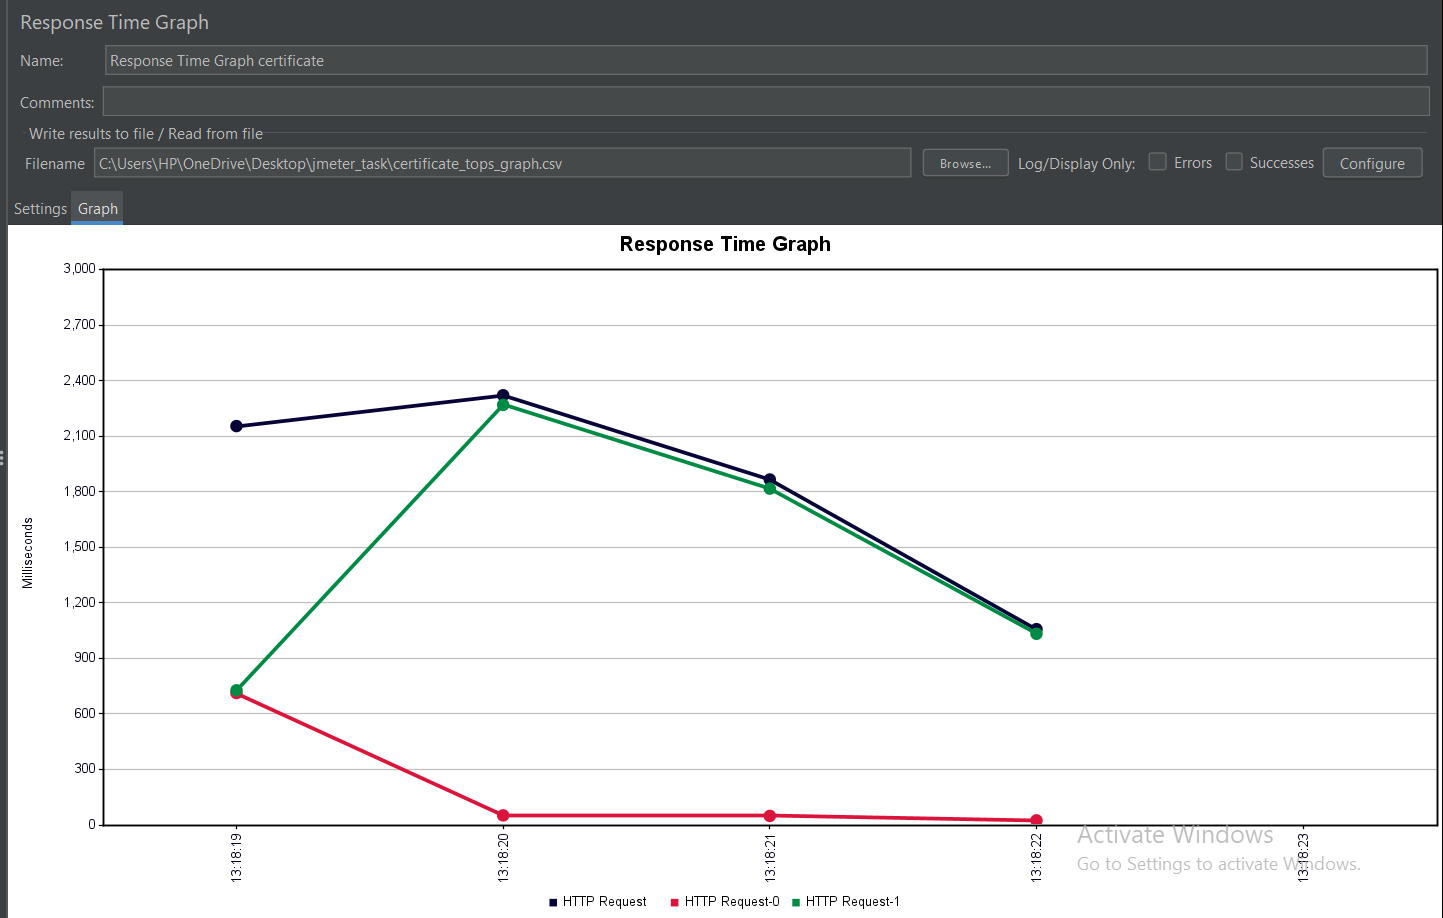 Response Time Graph
Name: Response Time Graph certificate
Comments:
Write results to file / Read from file
Filename C:\Users\HP\OneDrive\Desktop\jmeter_task\certificate_tops_graph.csv Browse... Log/Display Only: Errors Successes Configure
Settings Graph
Response Time Graph
3,000
2,700
2,400
2,100
1,800
1,500
1,200
900
600
300
0
Milliseconds
13:18:19 13:18:20 13:18:21 13:18:22 13:18:23
Activate Windows
Go to Settings to activate Windows.
HTTP Request HTTP Request-0 HTTP Request-1